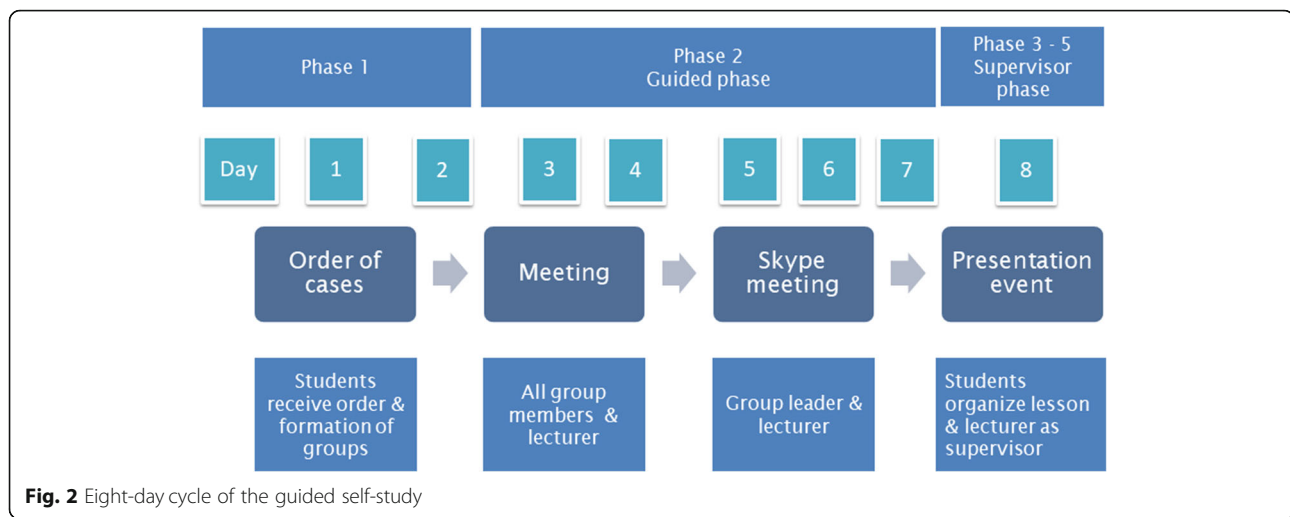 Phase 1
Phase 2
Guided phase
Phase 3 - 5
Supervisor
phase
Day
1
2
3
4
5
6
7
8
Order of
cases
Meeting
Skype
meeting
Presentation
event
Students
receive order &
formation of
groups
All group
members & 
lecturer
Group leader &
lecturer
Students
organize lesson
& lecturer as
supervisor
Fig. 2 Eight-day cycle of the guided self-study